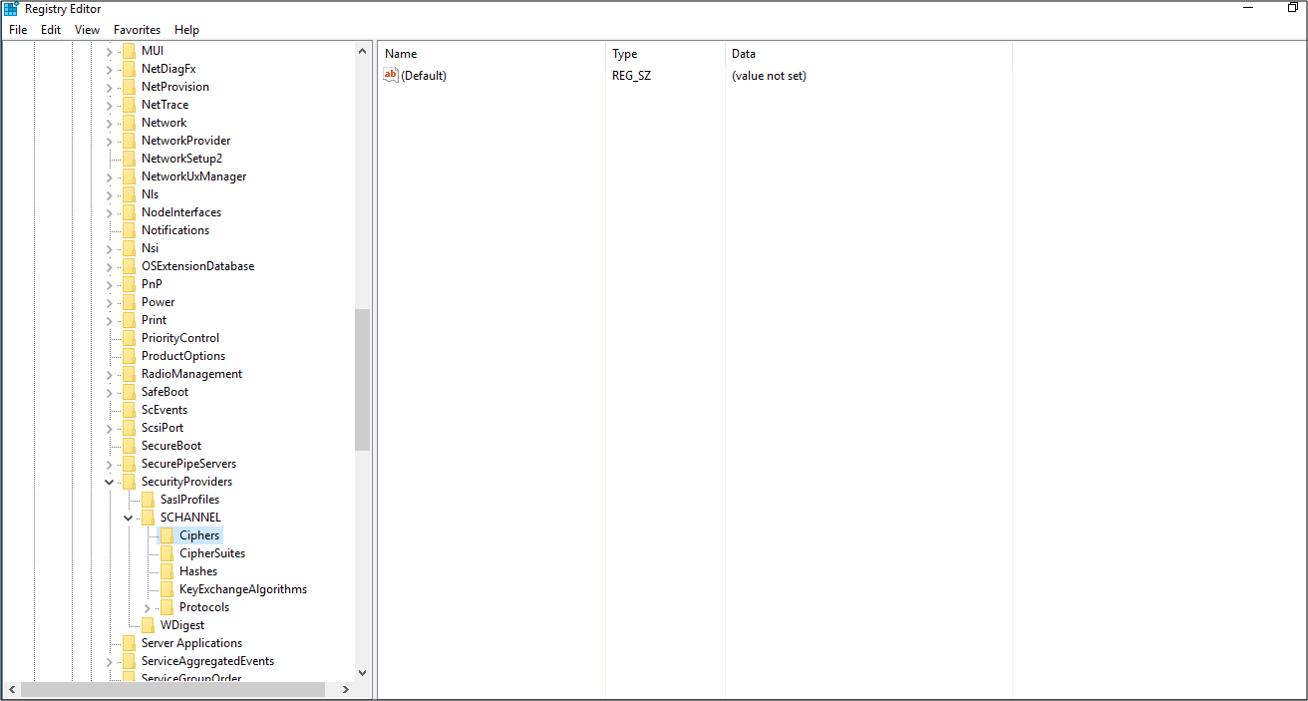 Registry Editor
File Edit View Favorites Help
MUI
NetDiagFx
NetProvision
NetTrace
Network
NetworkProvider
NetworkSetup2
NetworkUxManager
Nls
NodeInterfaces
Notifications
Nsi
OSExtensionDatabase
PnP
Power
Print
PriorityControl
ProductOptions
RadioManagement
SafeBoot
ScEvents
ScsiPort
SecureBoot
SecurePipeServers
SecurityProviders
SaslProfiles
SCHANNEL
Ciphers
CipherSuites
Hashes
KeyExchangeAlgorithms
Protocols
WDigest
Server Applications
ServiceAggregatedEvents
ServiceGroupOrder
Name Type Data
ab (Default) REG_SZ (value not set)